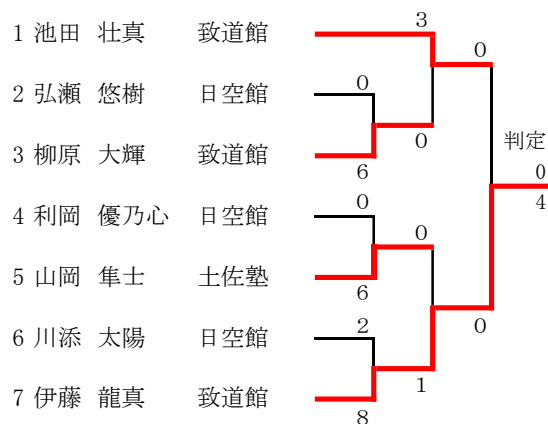 3
1 池田 壮真 致道館
0
0
2 弘瀬 悠樹 日空館
0
3 柳原 大輝 致道館
6
判定
0
4
0
4 利岡 優乃心 日空館
0
5 山岡 隼士 土佐塾
6
2
0
6 川添 太陽 日空館
1
7 伊藤 龍真 致道館
8